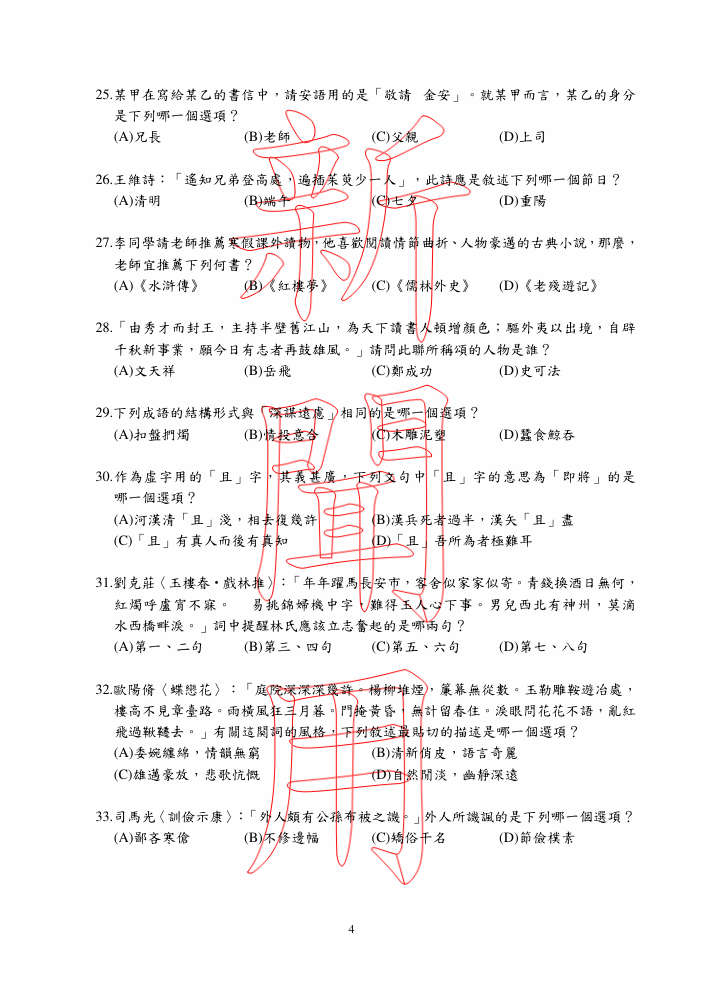 25.某甲在寫給某乙的書信中，請安語用的是「敬請　金安」。就某甲而言，某乙的身分
是下列哪一個選項？
(A)兄長 (B)老師 (C)父親 (D)上司
26.王維詩：「遙知兄弟登高處，遍插茱萸少一人」，此詩應是敘述下列哪一個節日？
(A)清明 (B)端午 (C)七夕 (D)重陽
27.李同學請老師推薦寒假課外讀物，他喜歡閱讀情節曲折、人物豪邁的古典小說，那麼，
老師宜推薦下列何書？
(A)《水滸傳》 (B)《紅樓夢》 (C)《儒林外史》 (D)《老殘遊記》
28.「由秀才而封王，主持半壁舊江山，為天下讀書人頓增顏色；驅外夷以出境，自辟
千秋新事業，願今日有志者再鼓雄風。」請問此聯所稱頌的人物是誰？
(A)文天祥 (B)岳飛 (C)鄭成功 (D)史可法
29.下列成語的結構形式與「深謀遠慮」相同的是哪一個選項？
(A)扣盤捫燭 (B)情投意合 (C)木雕泥塑 (D)蠶食鯨吞
30.作為虛字用的「且」字，其義甚廣，下列文句中「且」字的意思為「即將」的是
哪一個選項？
(A)河漢清「且」淺，相去復幾許 (B)漢兵死者過半，漢矢「且」盡
(C)「且」有真人而後有真知 (D)「且」吾所為者極難耳
31.劉克莊〈玉樓春‧戲林推〉：「年年躍馬長安市，客舍似家家似寄。青錢換酒日無何，
紅燭呼盧宵不寐。　易挑錦婦機中字，難得玉人心下事。男兒西北有神州，莫滴
水西橋畔淚。」詞中提醒林氏應該立志奮起的是哪兩句？
(A)第一、二句 (B)第三、四句 (C)第五、六句 (D)第七、八句
32.歐陽脩〈蝶戀花〉：「庭院深深深幾許。楊柳堆煙，簾幕無從數。玉勒雕鞍遊冶處，
樓高不見章臺路。雨橫風狂三月暮。門掩黃昏，無計留春住。淚眼問花花不語，亂紅
飛過鞦韆去。」有關這闋詞的風格，下列敘述最貼切的描述是哪一個選項？
(A)委婉纏綿，情韻無窮 (B)清新俏皮，語言奇麗
(C)雄邁豪放，悲歌忼慨 (D)自然閒淡，幽靜深遠
33.司馬光〈訓儉示康〉：「外人頗有公孫布被之譏。」外人所譏諷的是下列哪一個選項？
(A)鄙吝寒傖 (B)不修邊幅 (C)矯俗干名 (D)節儉樸素
4